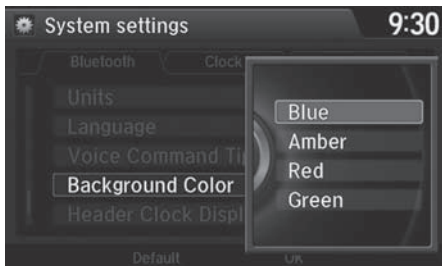 System settings
9:30
Bluetooth
Clock
Units
Language
Voice Command Ti
Background Color
Header Clock Displ
Blue
Amber
Red
Green
Default
OK